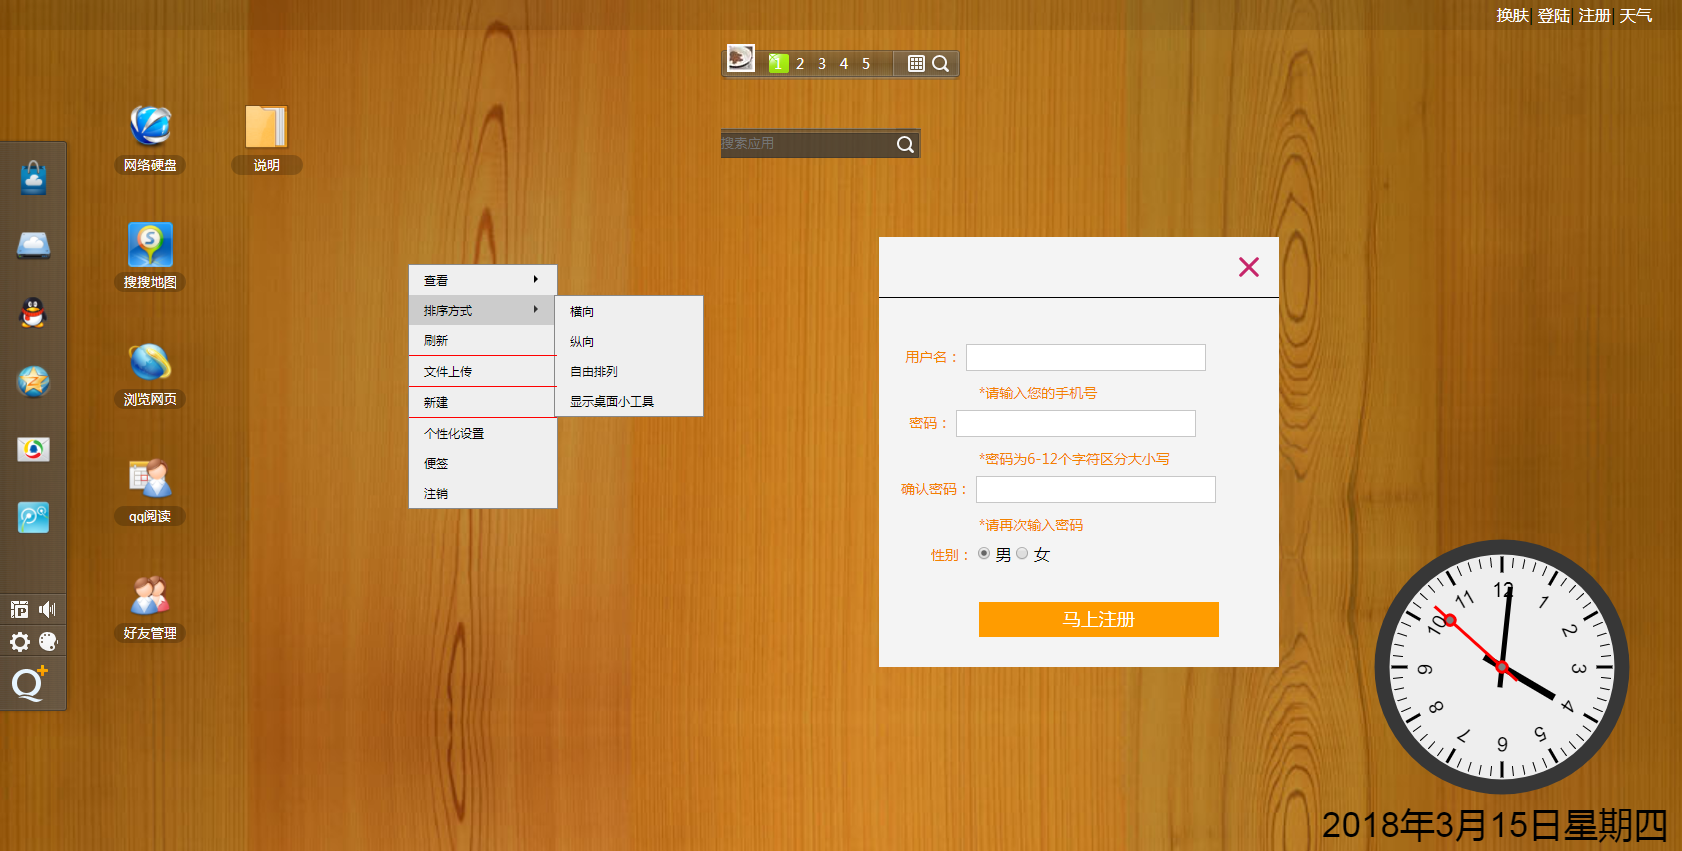 换肤| 登陆| 注册| 天气
1 2 3 4 5
搜索应用
网络硬盘
说明
搜搜地图
浏览网页
qq阅读
好友管理
查看
排序方式
刷新
文件上传
新建
个性化设置
便签
注销
横向
纵向
自由排列
显示桌面小工具
用户名：
*请输入您的手机号
密码：
*密码为6-12个字符区分大小写
确认密码：
*请再次输入密码
性别： 男 女
马上注册
12
1
2
3
4
5
6
7
8
9
10
11
2018年3月15日星期四